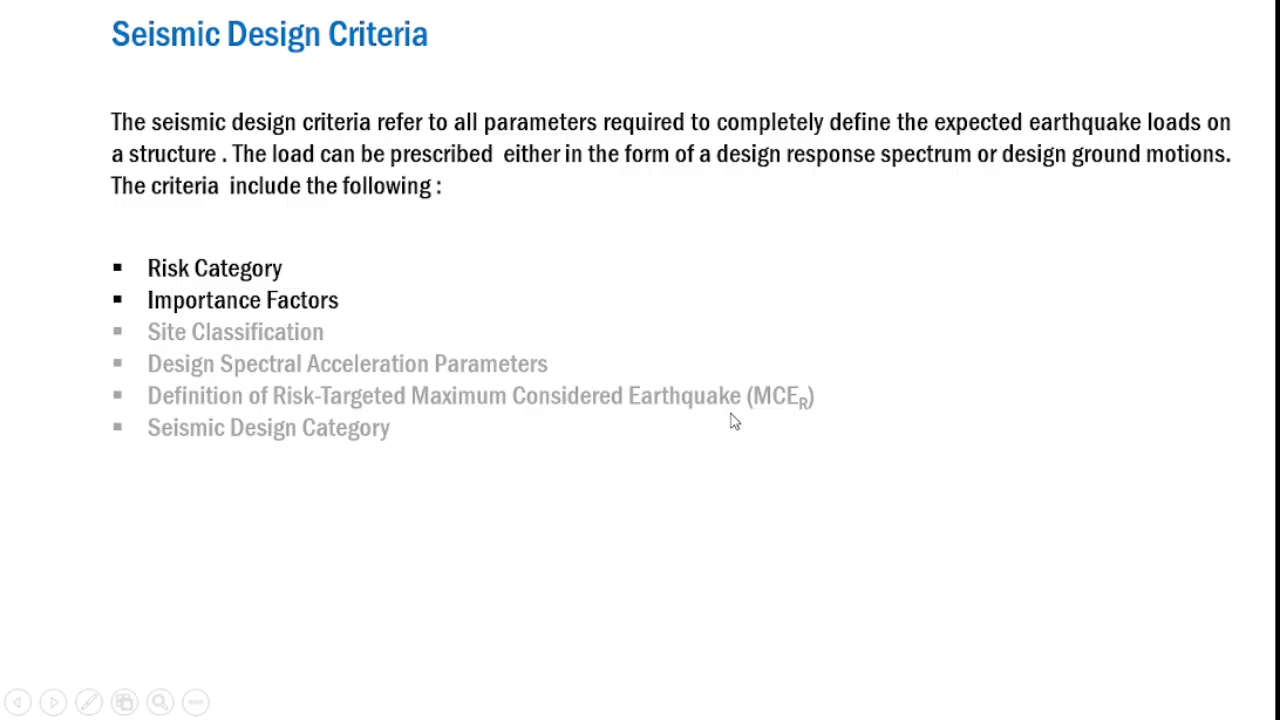 Seismic Design Criteria
The seismic design criteria refer to all parameters required to completely define the expected earthquake loads on
a structure . The load can be prescribed either in the form of a design response spectrum or design ground motions.
The criteria include the following :
▪ Risk Category
▪ Importance Factors
▪ Site Classification
▪ Design Spectral Acceleration Parameters
▪ Definition of Risk-Targeted Maximum Considered Earthquake (MCE_R)
▪ Seismic Design Category